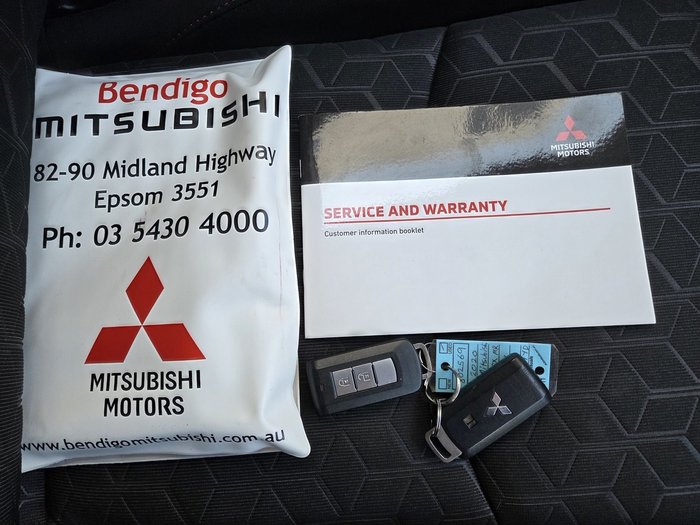 Bendigo
MITSUBISHI
82-90 Midland Highway
Epsom 3551
Ph: 03 5430 4000
MITSUBISHI
MOTORS
www.bendigomitsubishi.com.au
MITSUBISHI
MOTORS
SERVICE AND WARRANTY
Customer information booklet
2020